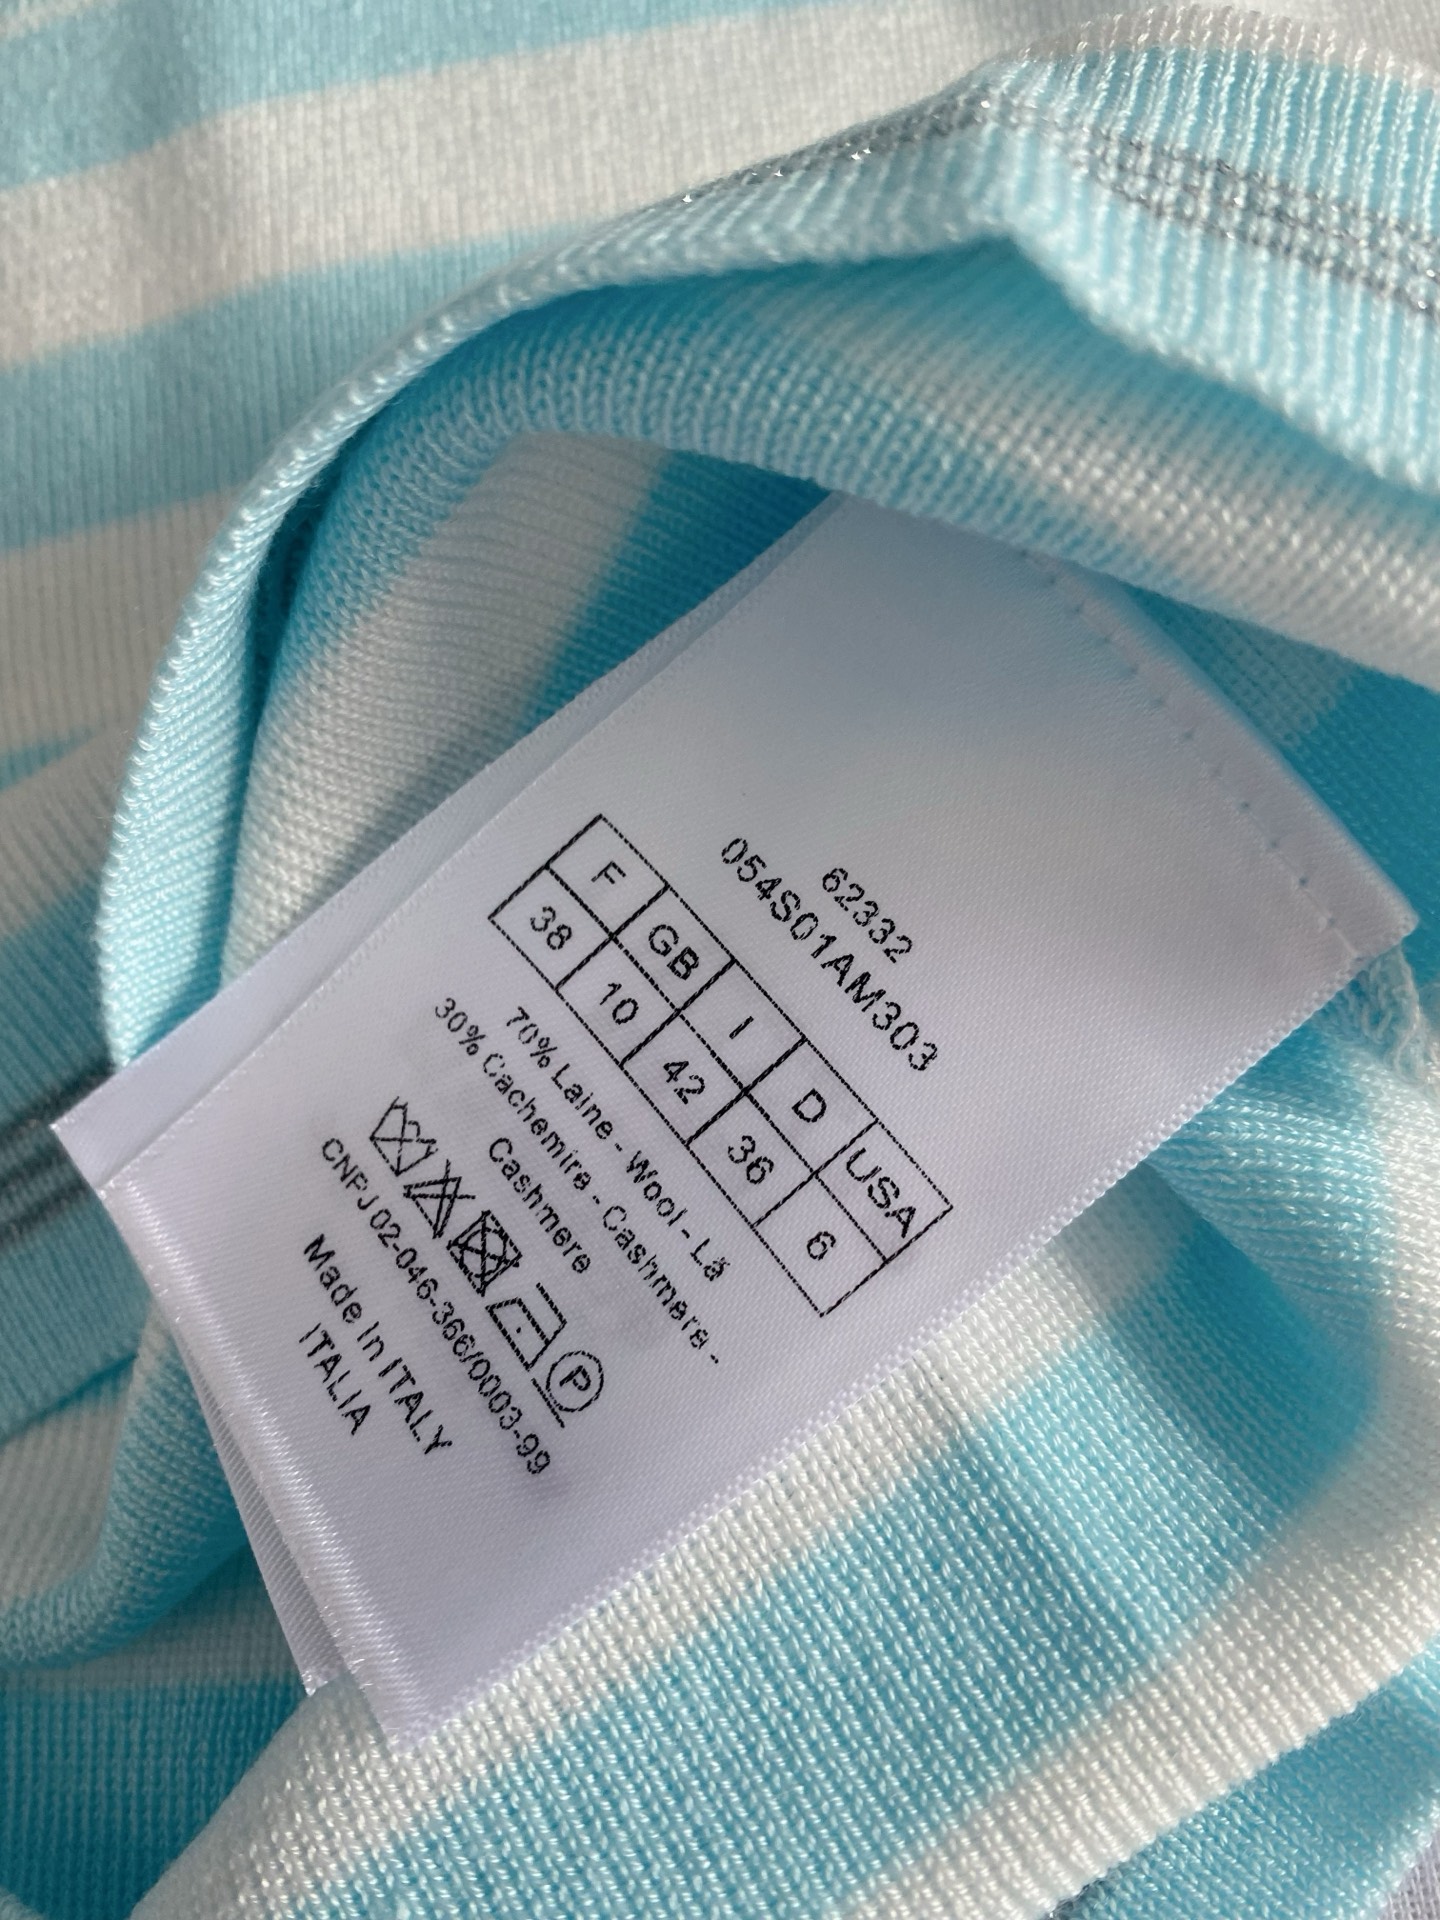 62332
054S01AM303
F GB I D USA
38 10 42 36 6
70% Laine - Wool - Lã
30% Cachemire - Cashmere -
Cashmere
P
CNPJ 02-046-366/0003-99
Made In ITALY
ITALIA